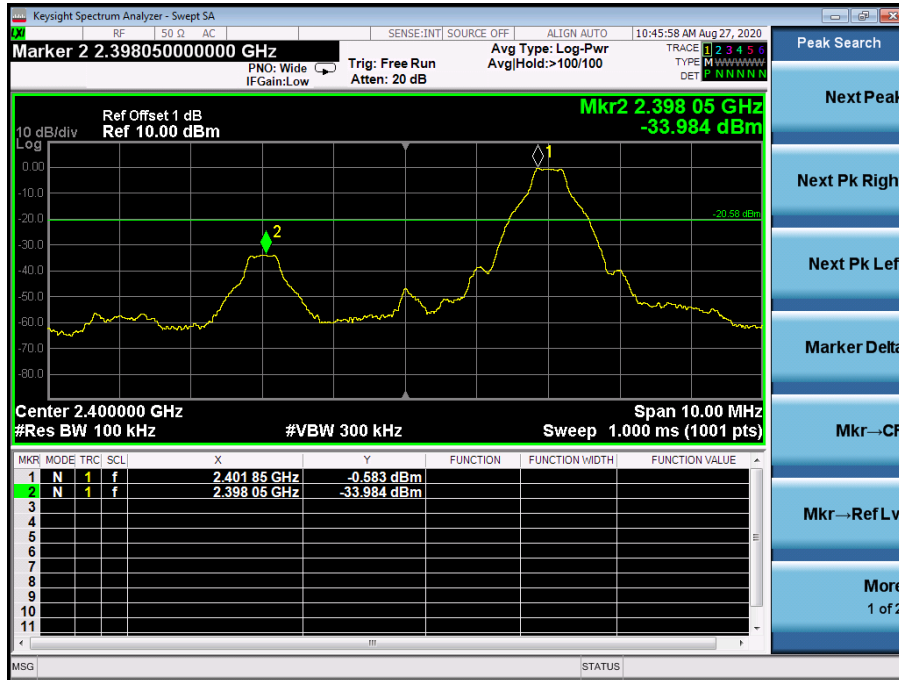 Keysight Spectrum Analyzer - Swept SA
LXI RF 50 Ω AC SENSE:INT SOURCE OFF ALIGN AUTO 10:45:58 AM Aug 27, 2020
Marker 2 2.398050000000 GHz
PNO: Wide
IFGain:Low
Trig: Free Run
Atten: 20 dB
Avg Type: Log-Pwr
Avg|Hold:>100/100
TRACE 1 2 3 4 5 6
TYPE M W W W W W
DET P N N N N N
Mkr2 2.398 05 GHz
-33.984 dBm
Ref Offset 1 dB
10 dB/div Ref 10.00 dBm
Log
0.00
-10.0
-20.0
-30.0
-40.0
-50.0
-60.0
-70.0
-80.0
1
2
-20.58 dBm
Center 2.400000 GHz Span 10.00 MHz
#Res BW 100 kHz #VBW 300 kHz Sweep 1.000 ms (1001 pts)
MKR MODE TRC SCL X Y FUNCTION FUNCTION WIDTH FUNCTION VALUE
1 N 1 f 2.401 85 GHz -0.583 dBm
2 N 1 f 2.398 05 GHz -33.984 dBm
3
4
5
6
7
8
9
10
11
MSG STATUS
Peak Search
Next Peak
Next Pk Righ
Next Pk Lef
Marker Delta
Mkr→CF
Mkr→Ref Lv
More
1 of 2